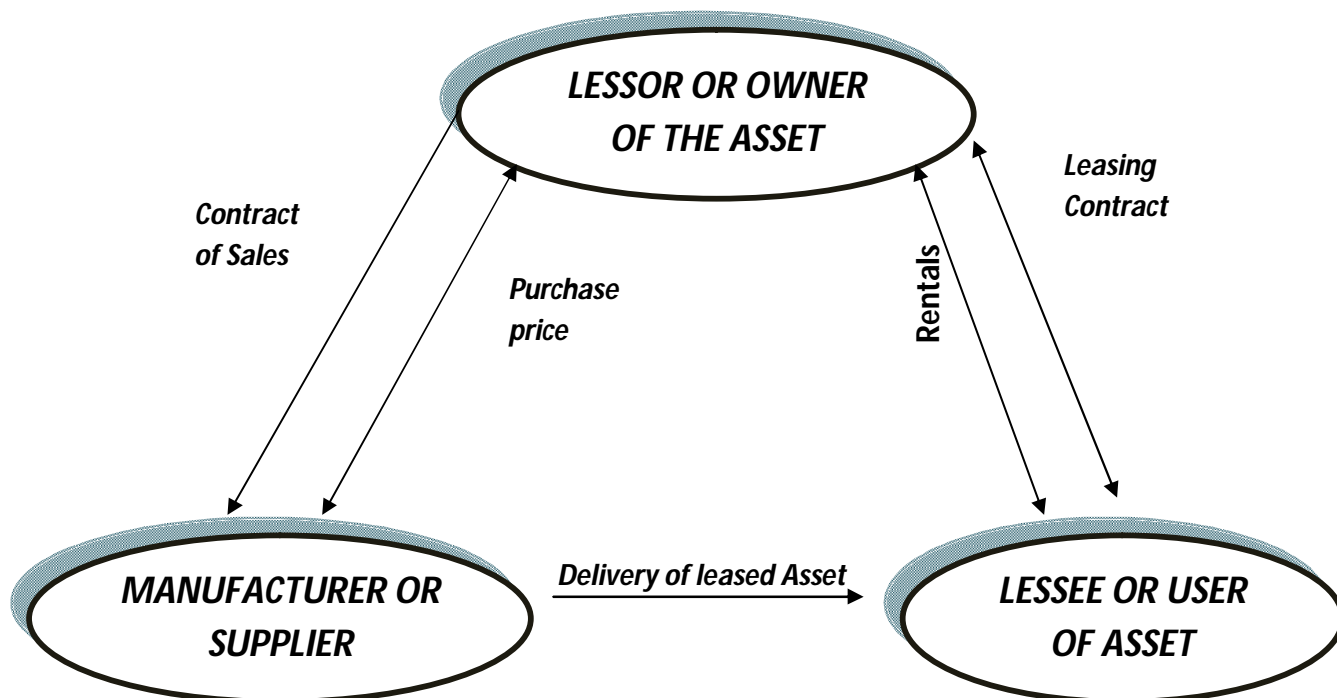 LESSOR OR OWNER
OF THE ASSET
Leasing
Contract
Contract
of Sales
Purchase
price
Rentals
Delivery of leased Asset
MANUFACTURER OR
SUPPLIER
LESSEE OR USER
OF ASSET